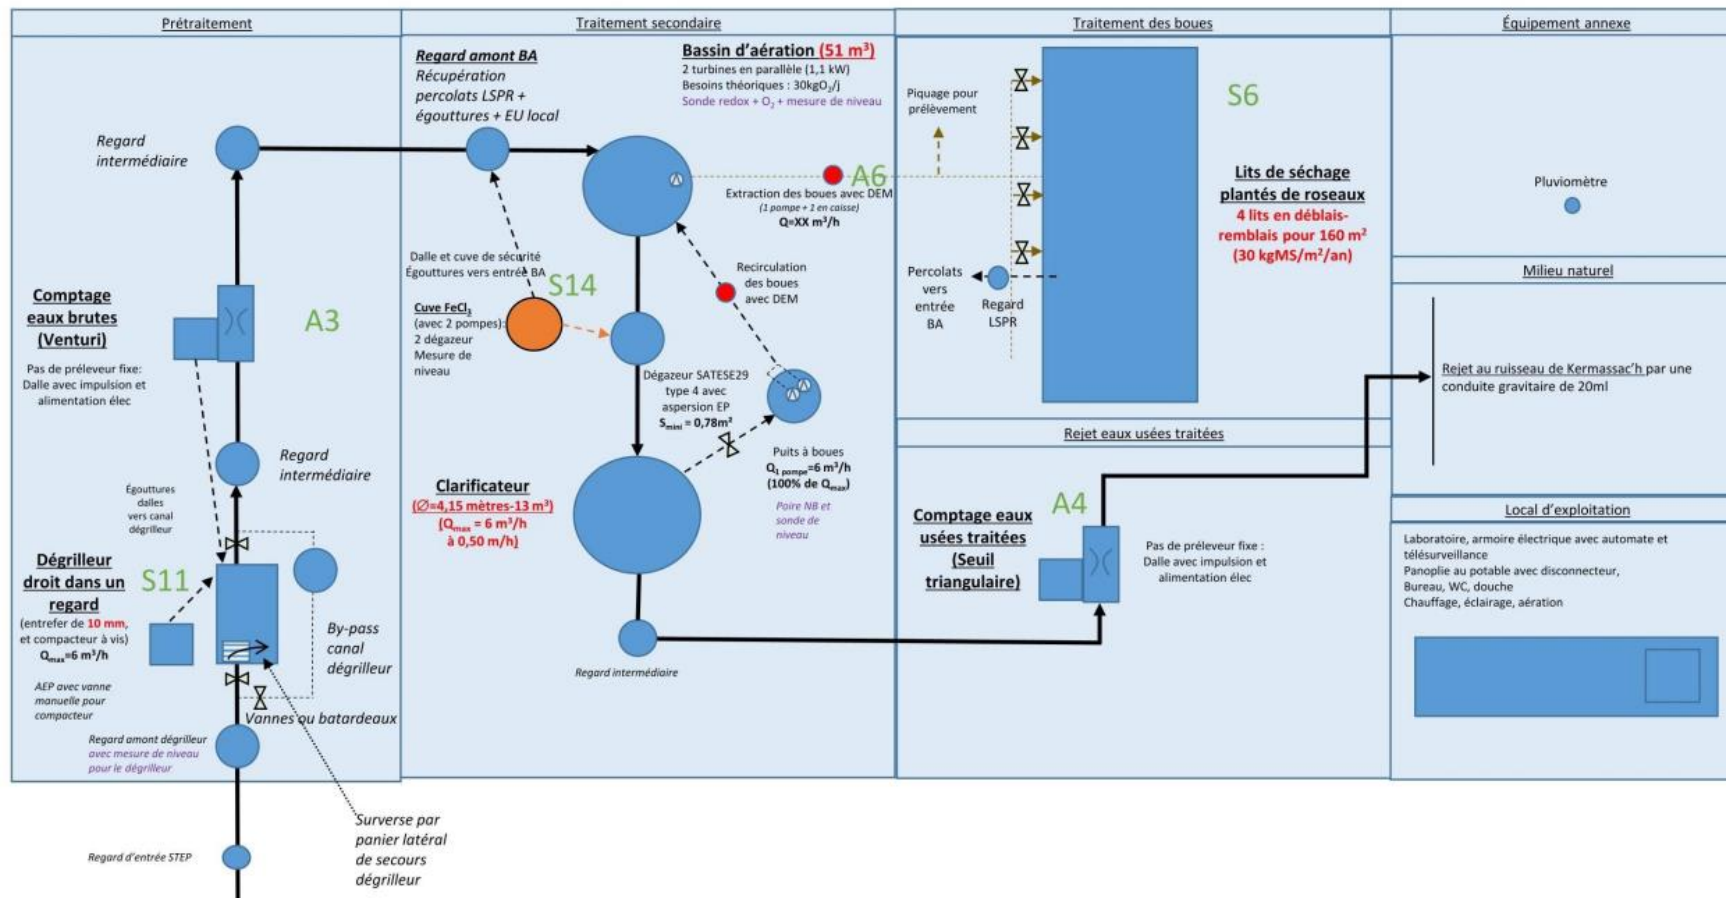 Prétraitement
Regard
intermédiaire
Comptage
eaux brutes
(Venturi)
A3
Pas de préleveur fixe:
Dalle avec impulsion et
alimentation élec
Regard
intermédiaire
Égouttures
dalles
vers canal
dégrilleur
Dégrilleur
droit dans un
regard
(entrefer de 10 mm,
et compacteur à vis)
Qmax=6 m³/h
S11
By-pass
canal
dégrilleur
AEP avec vanne
manuelle pour
compacteur
Vannes ou batardeaux
Regard amont dégrilleur
avec mesure de niveau
pour le dégrilleur
Surverse par
panier latéral
de secours
dégrilleur
Regard d'entrée STEP
Traitement secondaire
Regard amont BA
Récupération
percolats LSPR +
égouttures + EU local
Bassin d'aération (51 m³)
2 turbines en parallèle (1,1 kW)
Besoins théoriques : 30kgO₂/j
Sonde redox + O₂ + mesure de niveau
A6
Extraction des boues avec DEM
(1 pompe + 1 en caisse)
Q=XX m³/h
Dalle et cuve de sécurité
Égouttures vers entrée BA
S14
Cuve FeCl₃
(avec 2 pompes):
2 dégazeur
Mesure de
niveau
Recirculation
des boues
avec DEM
Dégazeur SATESE29
type 4 avec
aspersion EP
Smini = 0,78m²
Puits à boues
Q1 pompe=6 m³/h
(100% de Qmax)
Poire NB et
sonde de
niveau
Clarificateur
(∅=4,15 mètres-13 m³)
(Qmax = 6 m³/h
à 0,50 m/h)
Regard intermédiaire
Traitement des boues
Piquage pour
prélèvement
S6
Lits de séchage
plantés de roseaux
4 lits en déblais-
remblais pour 160 m²
(30 kgMS/m²/an)
Percolats
vers
entrée
BA
Regard
LSPR
Rejet eaux usées traitées
A4
Comptage eaux
usées traitées
(Seuil
triangulaire)
Pas de préleveur fixe :
Dalle avec impulsion et
alimentation élec
Équipement annexe
Pluviomètre
Milieu naturel
Rejet au ruisseau de Kermassac'h par une
conduite gravitaire de 20ml
Local d'exploitation
Laboratoire, armoire électrique avec automate et
télésurveillance
Panoplie au potable avec disconnecteur,
Bureau, WC, douche
Chauffage, éclairage, aération